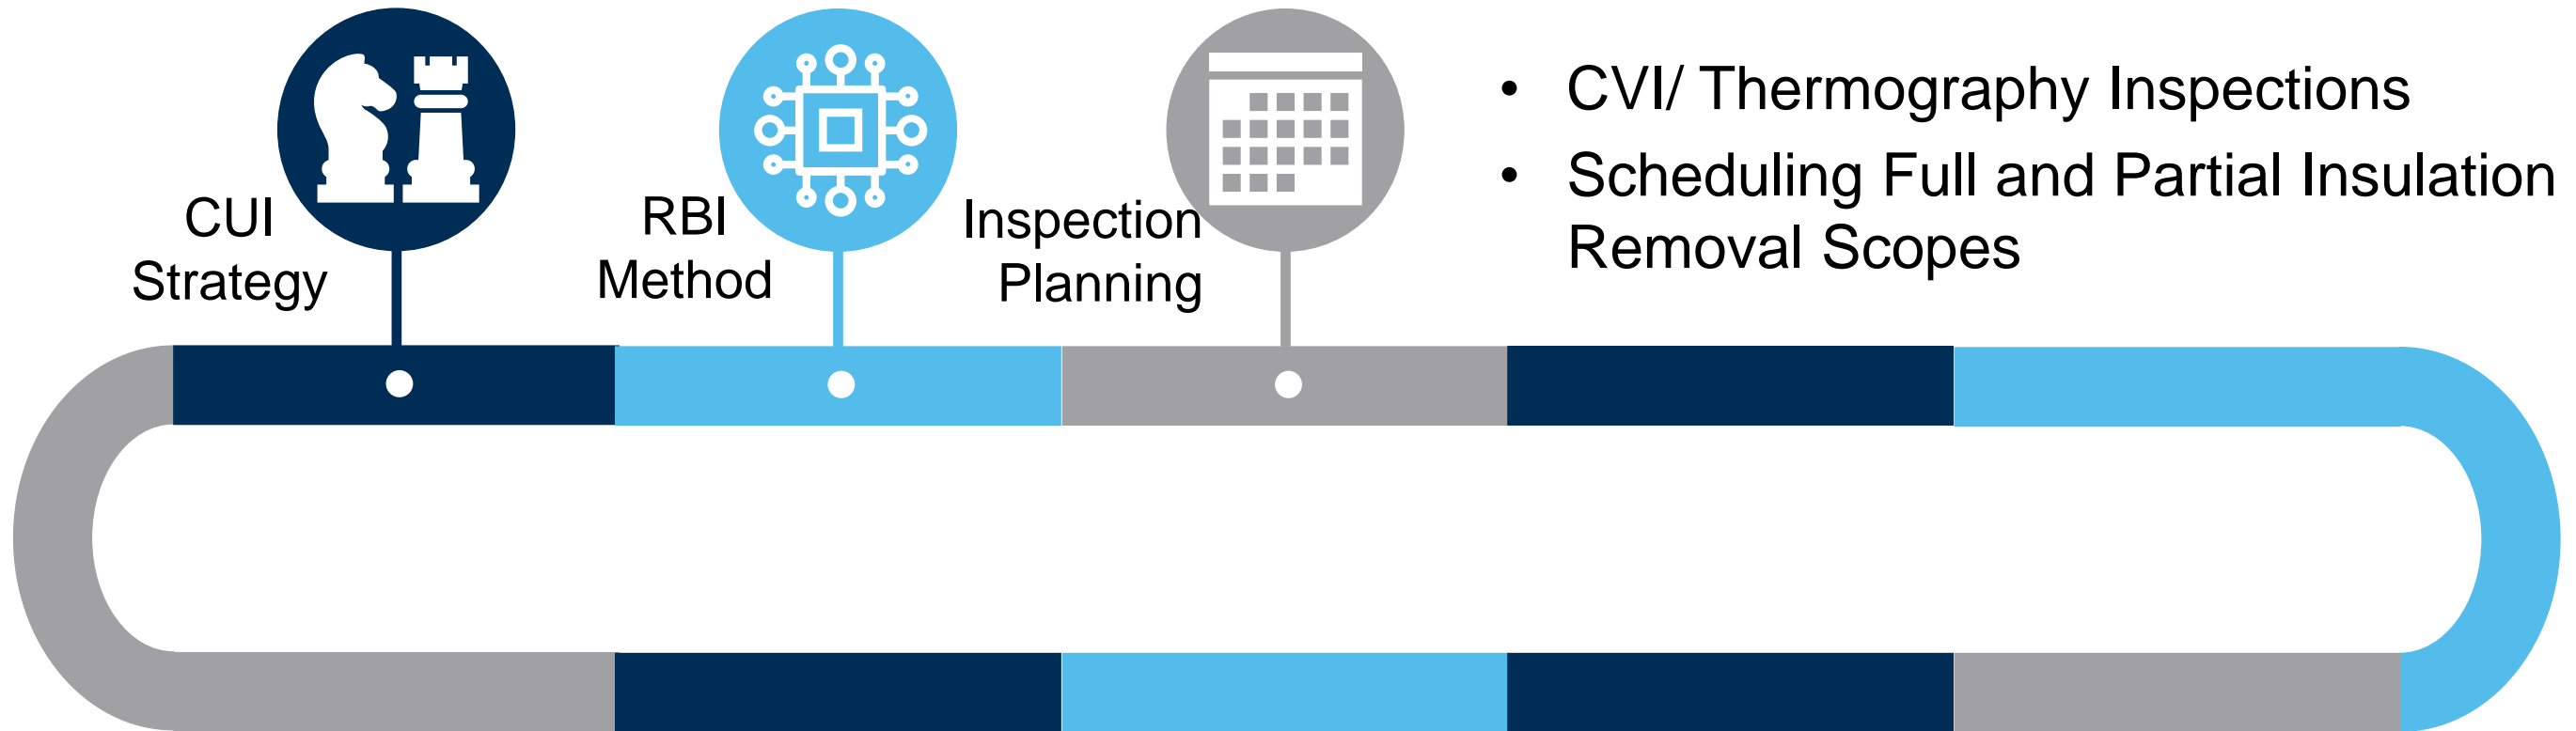 CUI
Strategy
RBI
Method
Inspection
Planning
• CVI/ Thermography Inspections
• Scheduling Full and Partial Insulation
Removal Scopes